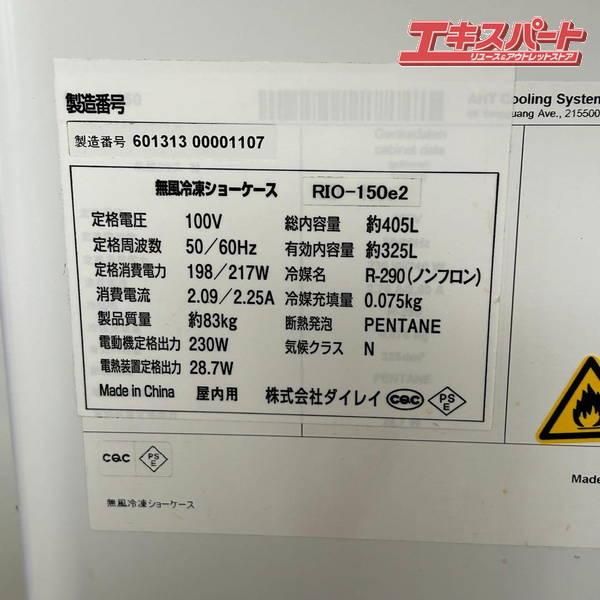 エキスパート
リユース&アウトレットストア
製造番号
製造番号 601313 00001107
無風冷凍ショーケース RIO-150e2
定格電圧 100V 総内容量 約405L
定格周波数 50/60Hz 有効内容量 約325L
定格消費電力 198/217W 冷媒名 R-290(ノンフロン)
消費電流 2.09/2.25A 冷媒充填量 0.075kg
製品質量 約83kg 断熱発泡 PENTANE
電動機定格出力 230W 気候クラス N
電熱装置定格出力 28.7W
Made in China 屋内用 株式会社ダイレイ CQC PSE
AHT Cooling System
uang Ave., 215500
CQC PSE
無風冷凍ショーケース
Made